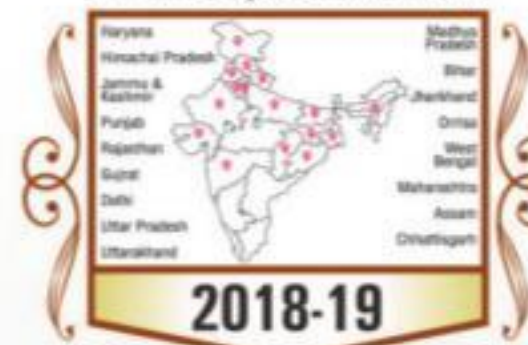 Haryana
Himachal Pradesh
Jammu &
Kashmir
Punjab
Rajasthan
Gujrat
Delhi
Uttar Pradesh
Uttarakhand
Madhya
Pradesh
Bihar
Jharkhand
Orrisa
West
Bengal
Maharashtra
Assam
Chhattisgarh
2018-19